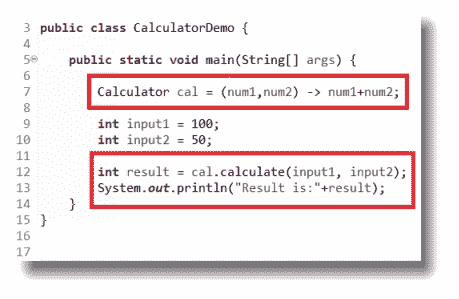 3 public class CalculatorDemo {
4
5 public static void main(String[] args) {
6
7 Calculator cal = (num1,num2) -> num1+num2;
8
9 int input1 = 100;
10 int input2 = 50;
11
12 int result = cal.calculate(input1, input2);
13 System.out.println("Result is:"+result);
14 }
15 }
16
17